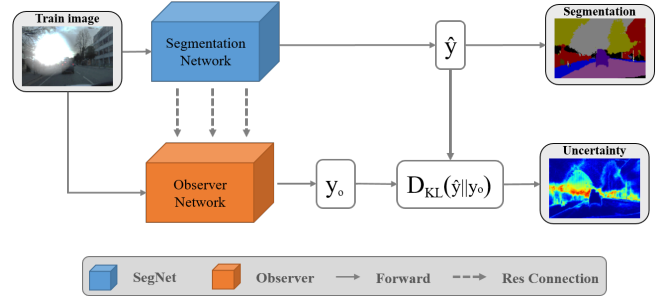 Train image
Segmentation
Network
ŷ
Segmentation
Observer
Network
yₒ
D_KL(ŷ||yₒ)
Uncertainty
SegNet
Observer
Forward
Res Connection